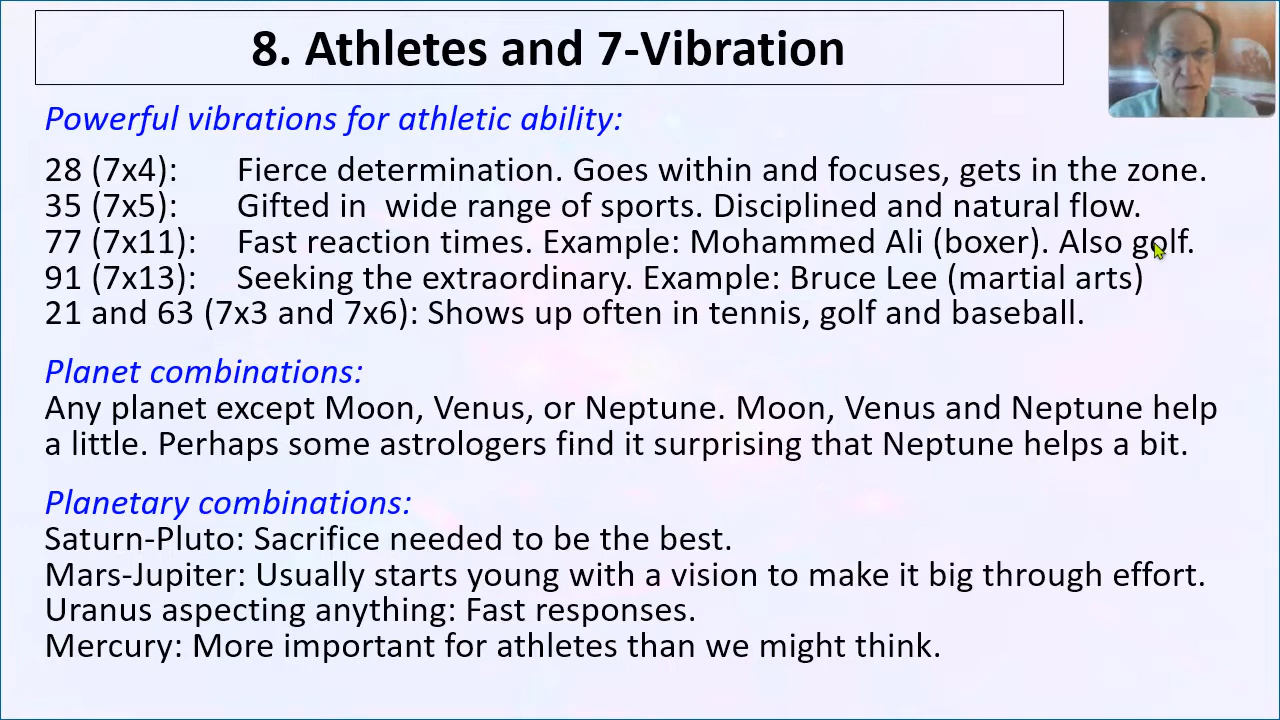 8. Athletes and 7-Vibration
Powerful vibrations for athletic ability:
28 (7x4): Fierce determination. Goes within and focuses, gets in the zone.
35 (7x5): Gifted in wide range of sports. Disciplined and natural flow.
77 (7x11): Fast reaction times. Example: Mohammed Ali (boxer). Also golf.
91 (7x13): Seeking the extraordinary. Example: Bruce Lee (martial arts)
21 and 63 (7x3 and 7x6): Shows up often in tennis, golf and baseball.
Planet combinations:
Any planet except Moon, Venus, or Neptune. Moon, Venus and Neptune help
a little. Perhaps some astrologers find it surprising that Neptune helps a bit.
Planetary combinations:
Saturn-Pluto: Sacrifice needed to be the best.
Mars-Jupiter: Usually starts young with a vision to make it big through effort.
Uranus aspecting anything: Fast responses.
Mercury: More important for athletes than we might think.